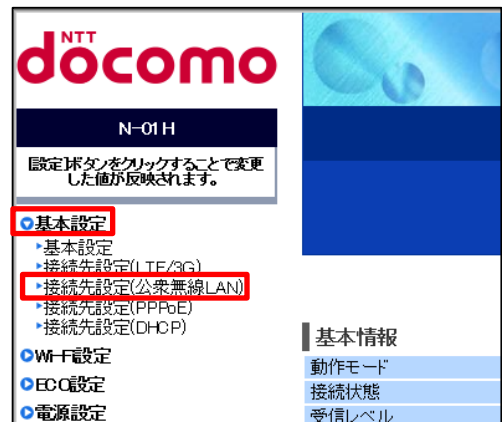 NTT
döcomo
N-01H
[設定]ボタンをクリックすることで変更
した値が反映されます。
基本設定
基本設定
接続先設定(LTE/3G)
接続先設定(公衆無線LAN)
接続先設定(PPPoE)
接続先設定(DHCP)
Wi-Fi設定
ECO設定
電源設定
基本情報
動作モード
接続状態
受信レベル